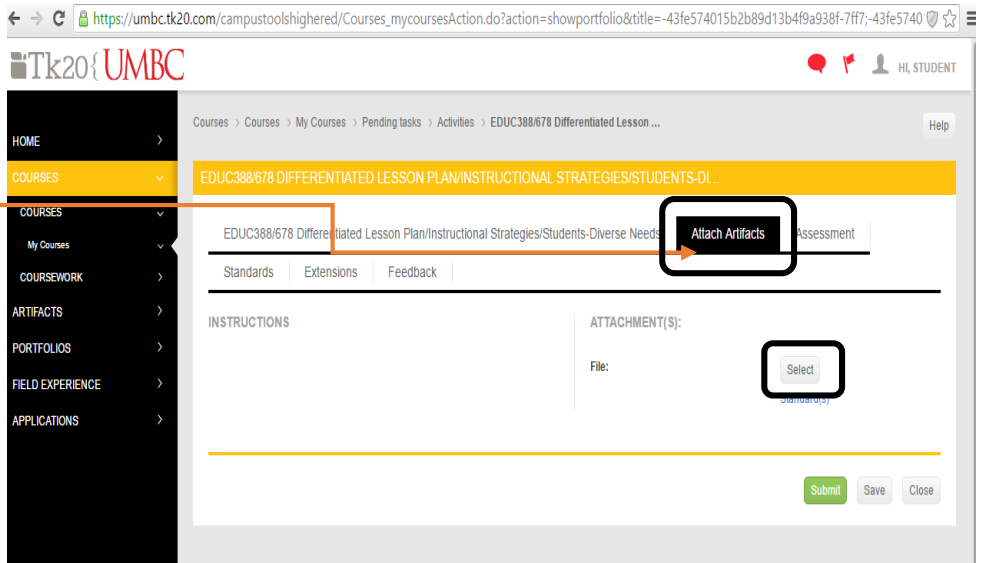 https://umbc.tk20.com/campustoolshighered/Courses_mycoursesAction.do?action=showportfolio&title=-43fe574015b2b89d13b4f9a938f-7ff7;-43fe5740
Tk20{UMBC
HI, STUDENT
Courses > Courses > My Courses > Pending tasks > Activities > EDUC388/678 Differentiated Lesson ...
Help
HOME
COURSES
COURSES
My Courses
COURSEWORK
ARTIFACTS
PORTFOLIOS
FIELD EXPERIENCE
APPLICATIONS
EDUC388/678 DIFFERENTIATED LESSON PLAN/INSTRUCTIONAL STRATEGIES/STUDENTS-DI...
EDUC388/678 Differentiated Lesson Plan/Instructional Strategies/Students-Diverse Needs Attach Artifacts Assessment
Standards Extensions Feedback
INSTRUCTIONS
ATTACHMENT(S):
File: Select
Standard(s)
Submit Save Close